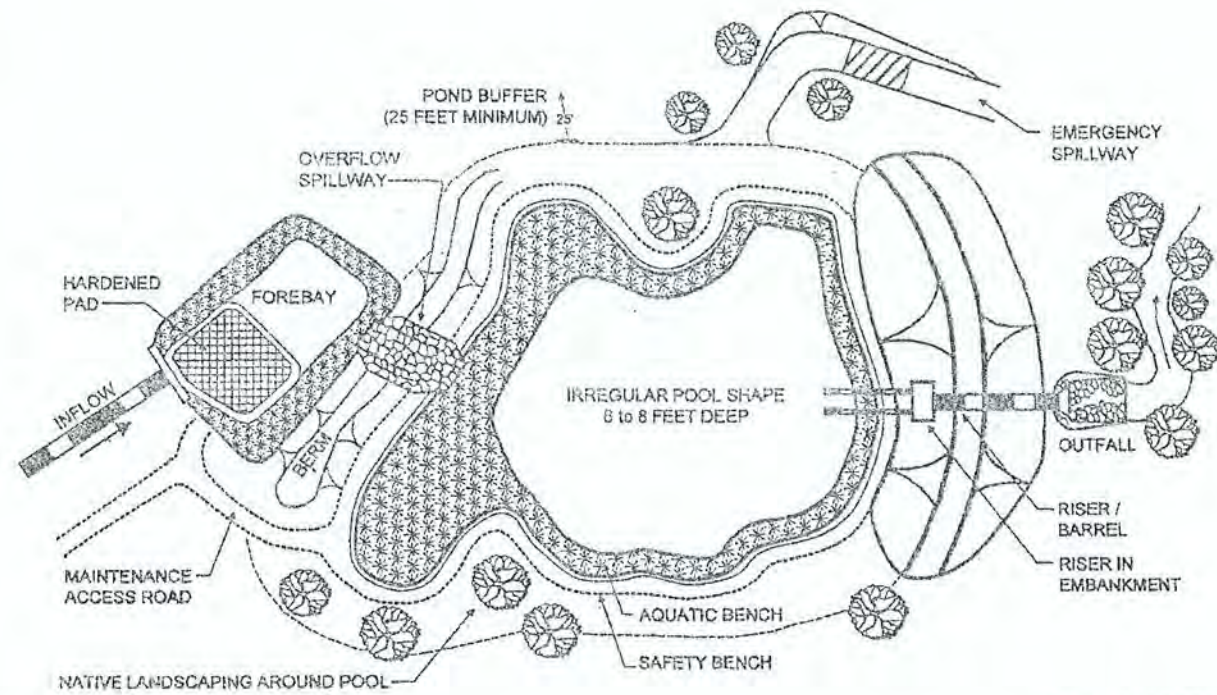 POND BUFFER
(25 FEET MINIMUM)
25'
OVERFLOW
SPILLWAY
EMERGENCY
SPILLWAY
HARDENED
PAD
FOREBAY
INFLOW
BERM
IRREGULAR POOL SHAPE
6 to 8 FEET DEEP
OUTFALL
RISER /
BARREL
RISER IN
EMBANKMENT
MAINTENANCE
ACCESS ROAD
AQUATIC BENCH
SAFETY BENCH
NATIVE LANDSCAPING AROUND POOL